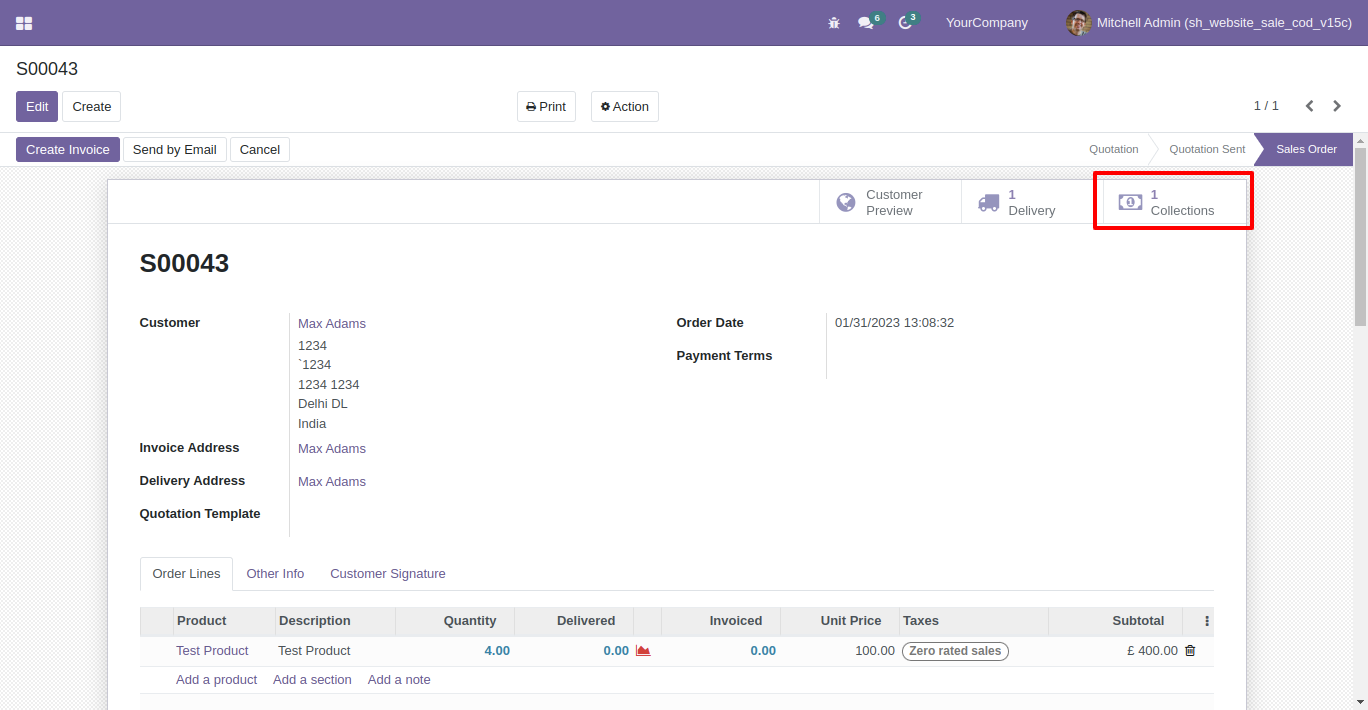 6 3 YourCompany Mitchell Admin (sh_website_sale_cod_v15c)
S00043
Edit Create Print Action 1 / 1
Create Invoice Send by Email Cancel Quotation Quotation Sent Sales Order
Customer Preview
1 Delivery
1 Collections
S00043
Customer Max Adams
1234
`1234
1234 1234
Delhi DL
India
Order Date 01/31/2023 13:08:32
Payment Terms
Invoice Address Max Adams
Delivery Address Max Adams
Quotation Template
Order Lines Other Info Customer Signature
Product Description Quantity Delivered Invoiced Unit Price Taxes Subtotal
Test Product Test Product 4.00 0.00 0.00 100.00 Zero rated sales £ 400.00
Add a product Add a section Add a note